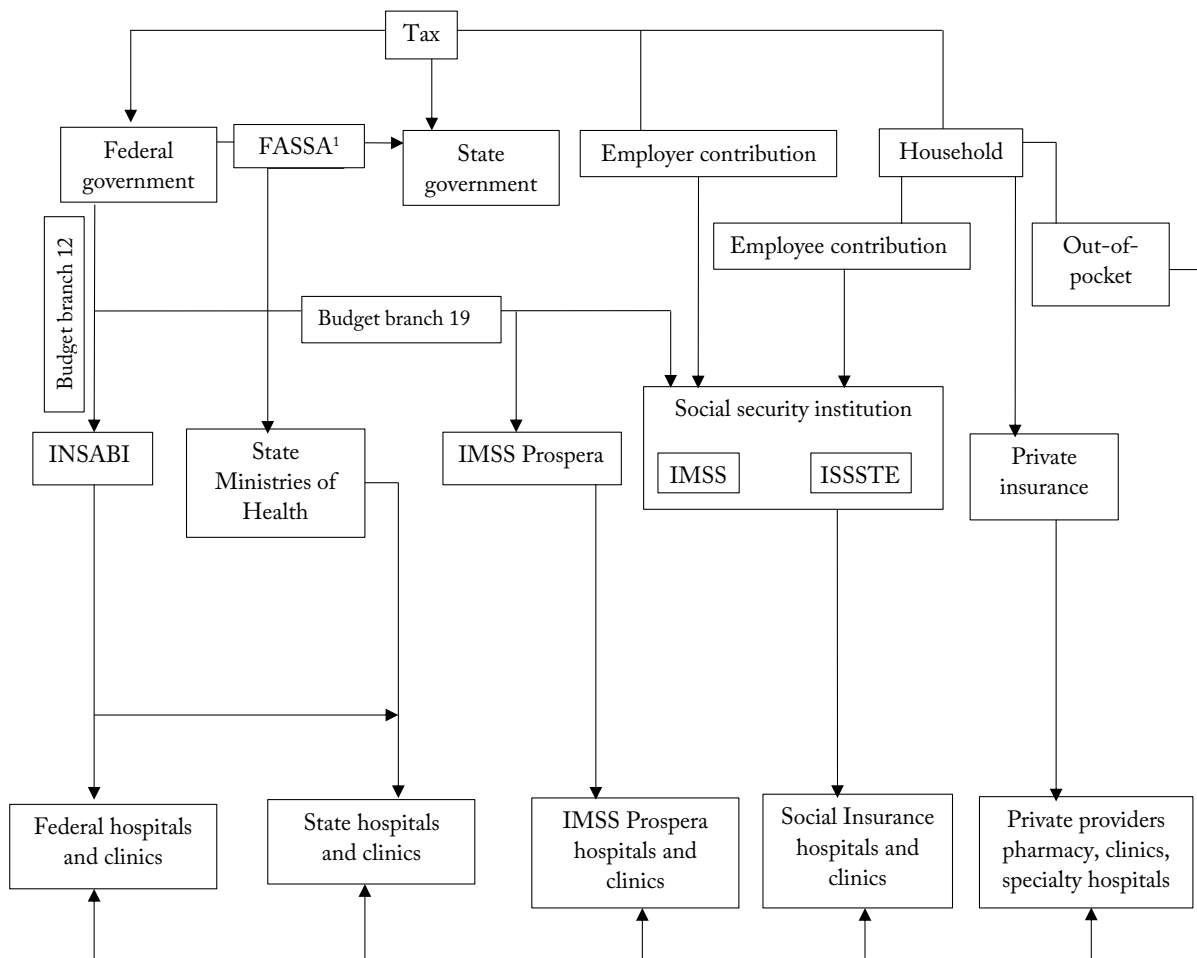 Tax
Federal
government
FASSA¹
State
government
Employer contribution
Household
Employee contribution
Out-of-
pocket
Budget branch 12
Budget branch 19
Social security institution
INSABI
State
Ministries of
Health
IMSS Prospera
IMSS
ISSSTE
Private
insurance
Federal hospitals
and clinics
State hospitals
and clinics
IMSS Prospera
hospitals and
clinics
Social Insurance
hospitals and
clinics
Private providers
pharmacy, clinics,
specialty hospitals